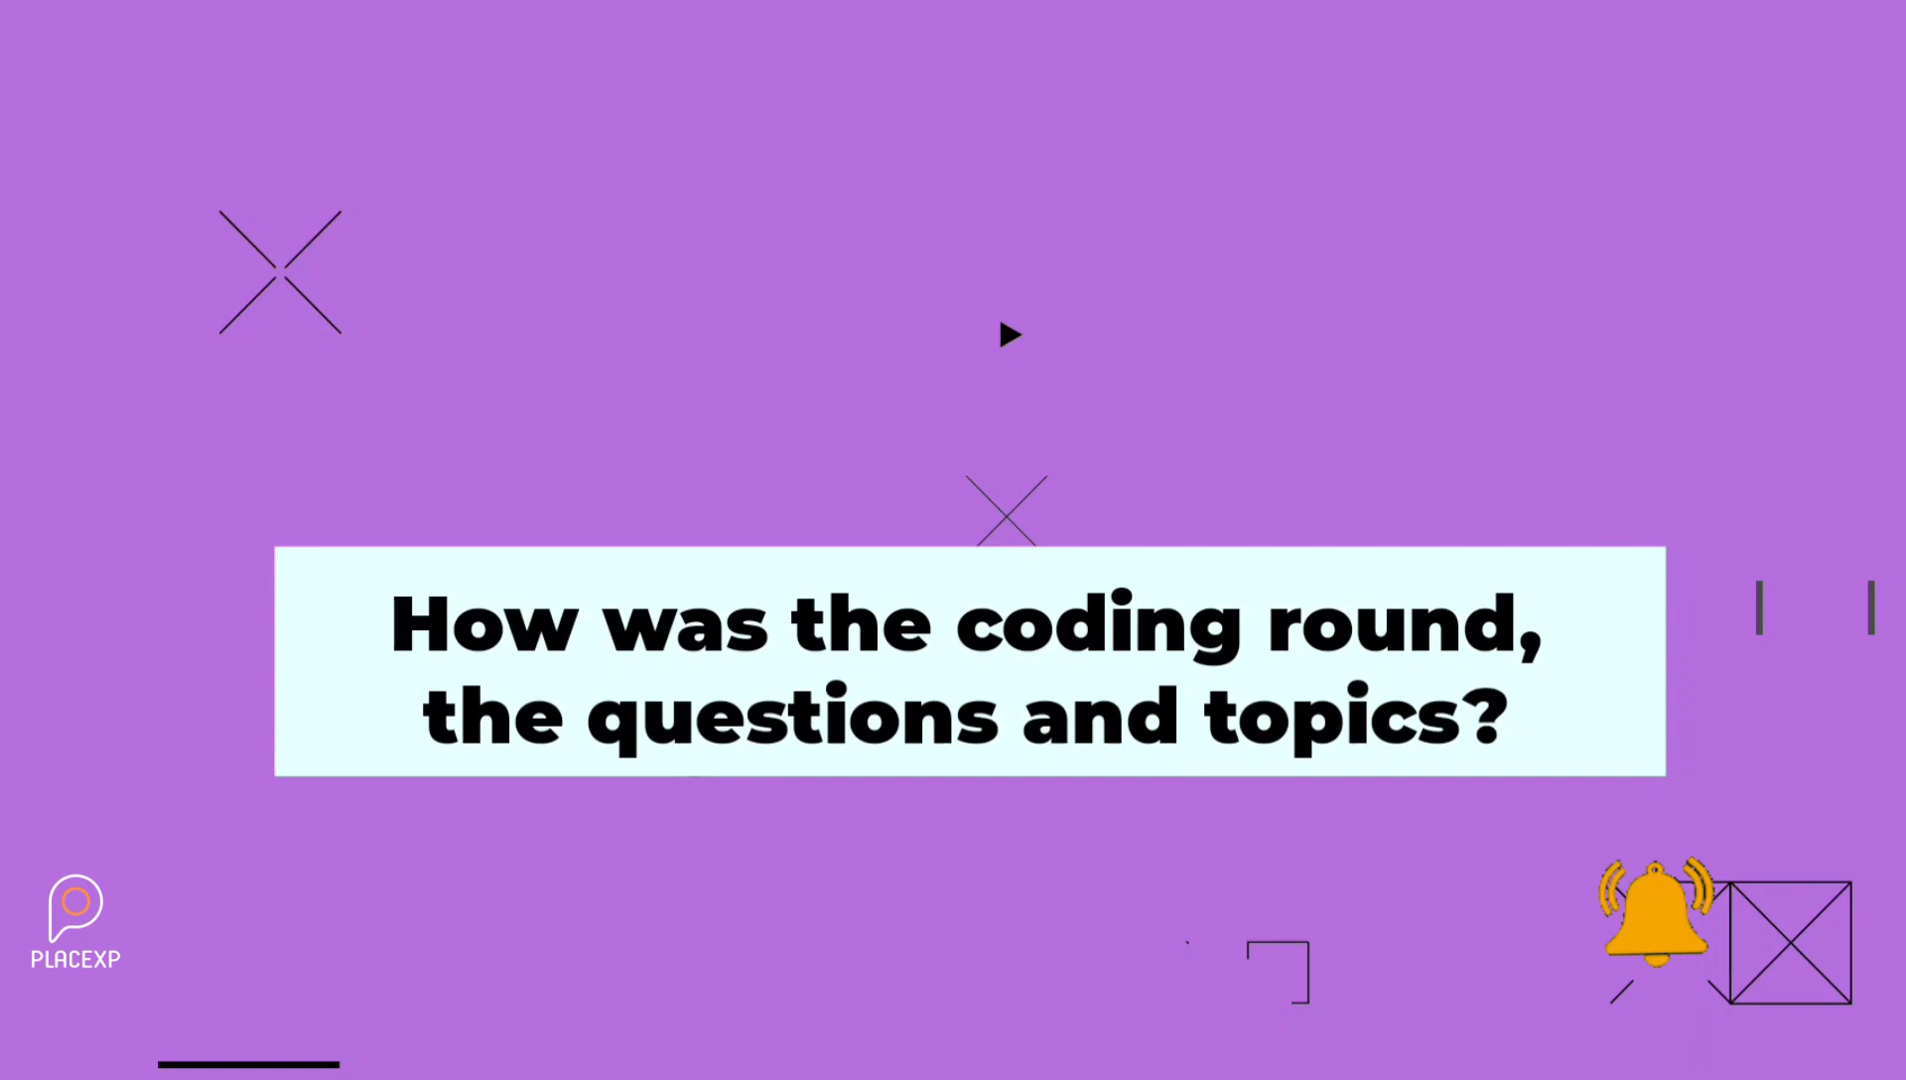 How was the coding round,
the questions and topics?
PLACEXP